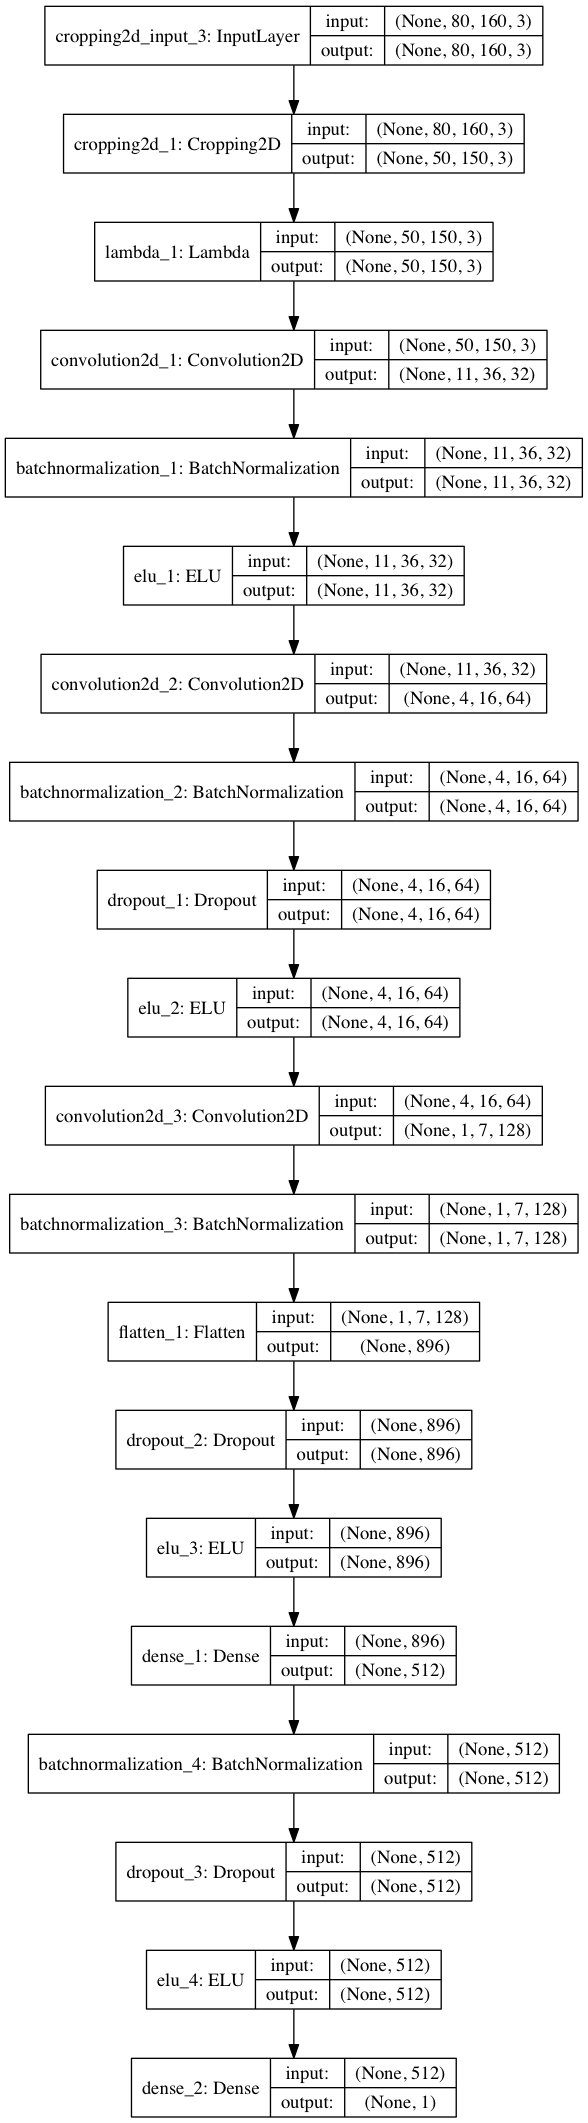 cropping2d_input_3: InputLayer
input: (None, 80, 160, 3)
output: (None, 80, 160, 3)
cropping2d_1: Cropping2D
input: (None, 80, 160, 3)
output: (None, 50, 150, 3)
lambda_1: Lambda
input: (None, 50, 150, 3)
output: (None, 50, 150, 3)
convolution2d_1: Convolution2D
input: (None, 50, 150, 3)
output: (None, 11, 36, 32)
batchnormalization_1: BatchNormalization
input: (None, 11, 36, 32)
output: (None, 11, 36, 32)
elu_1: ELU
input: (None, 11, 36, 32)
output: (None, 11, 36, 32)
convolution2d_2: Convolution2D
input: (None, 11, 36, 32)
output: (None, 4, 16, 64)
batchnormalization_2: BatchNormalization
input: (None, 4, 16, 64)
output: (None, 4, 16, 64)
dropout_1: Dropout
input: (None, 4, 16, 64)
output: (None, 4, 16, 64)
elu_2: ELU
input: (None, 4, 16, 64)
output: (None, 4, 16, 64)
convolution2d_3: Convolution2D
input: (None, 4, 16, 64)
output: (None, 1, 7, 128)
batchnormalization_3: BatchNormalization
input: (None, 1, 7, 128)
output: (None, 1, 7, 128)
flatten_1: Flatten
input: (None, 1, 7, 128)
output: (None, 896)
dropout_2: Dropout
input: (None, 896)
output: (None, 896)
elu_3: ELU
input: (None, 896)
output: (None, 896)
dense_1: Dense
input: (None, 896)
output: (None, 512)
batchnormalization_4: BatchNormalization
input: (None, 512)
output: (None, 512)
dropout_3: Dropout
input: (None, 512)
output: (None, 512)
elu_4: ELU
input: (None, 512)
output: (None, 512)
dense_2: Dense
input: (None, 512)
output: (None, 1)